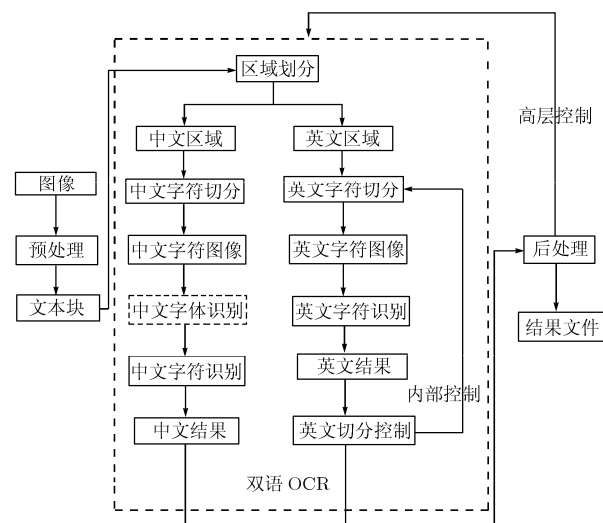 区域划分
高层控制
中文区域
英文区域
图像
中文字符切分
英文字符切分
预处理
中文字符图像
英文字符图像
后处理
文本块
中文字体识别
英文字符识别
结果文件
中文字符识别
英文结果
内部控制
中文结果
英文切分控制
双语 OCR